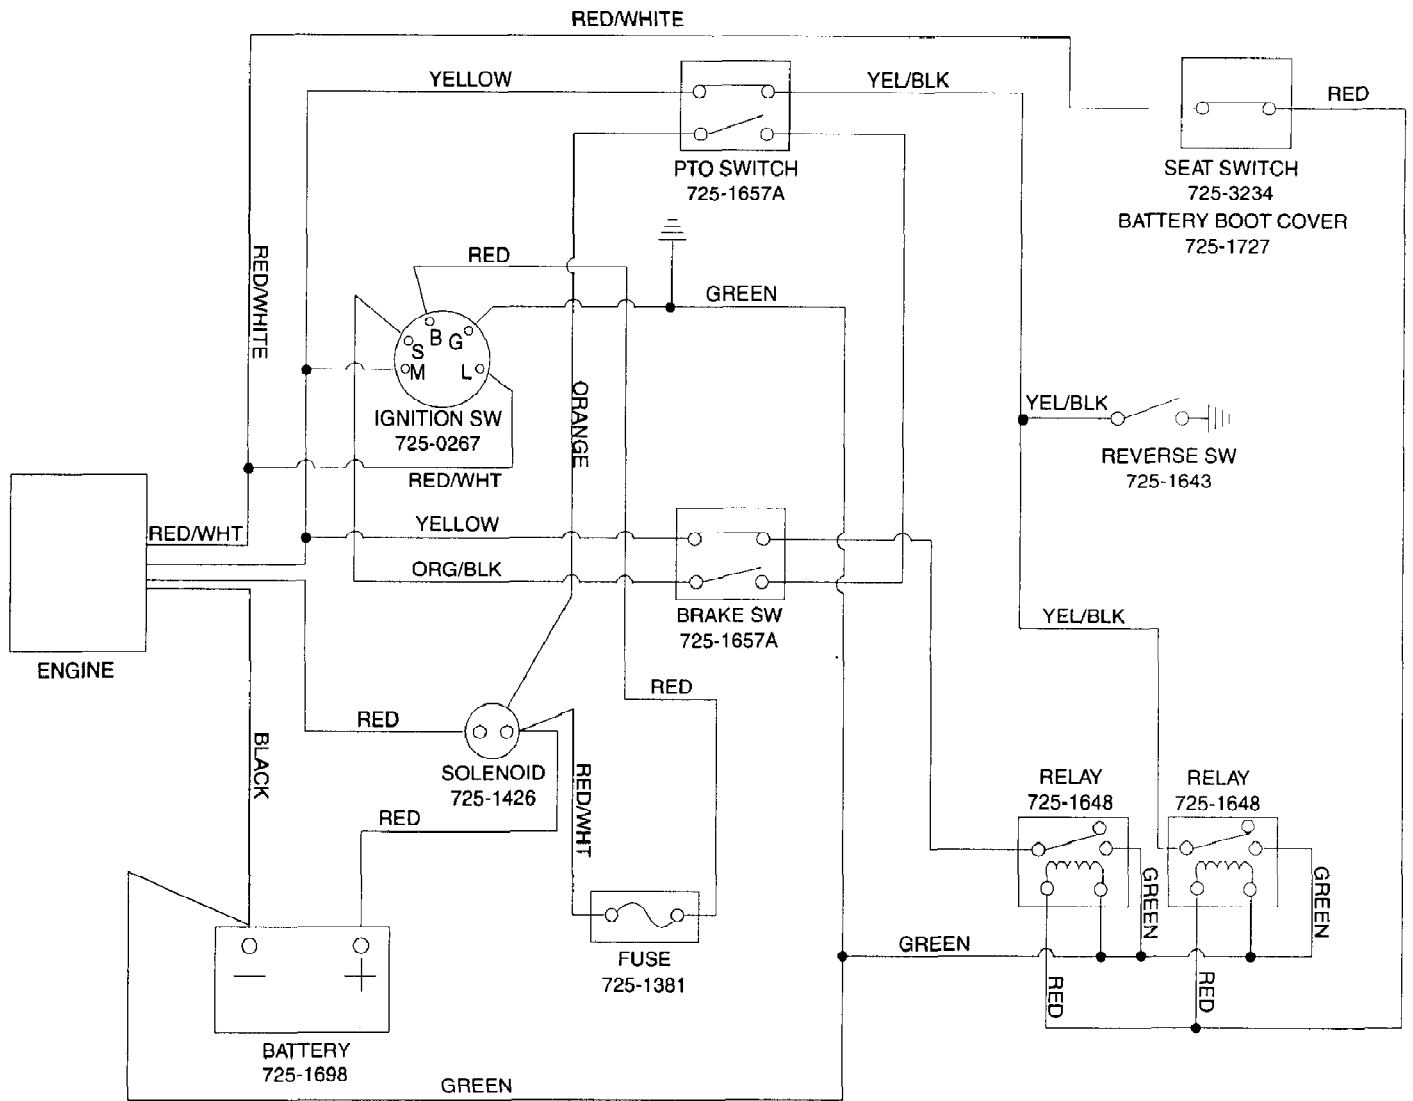 RED/WHITE
YELLOW
YEL/BLK
RED
PTO SWITCH
725-1657A
SEAT SWITCH
725-3234
BATTERY BOOT COVER
725-1727
RED/WHITE
RED
GREEN
B
G
S
M
L
IGNITION SW
725-0267
ORANGE
YEL/BLK
REVERSE SW
725-1643
RED/WHT
RED/WHT
YELLOW
ORG/BLK
BRAKE SW
725-1657A
ENGINE
YEL/BLK
RED
RED
BLACK
SOLENOID
725-1426
RED/WHT
RELAY
725-1648
RELAY
725-1648
RED
GREEN
GREEN
GREEN
FUSE
725-1381
RED
RED
BATTERY
725-1698
GREEN